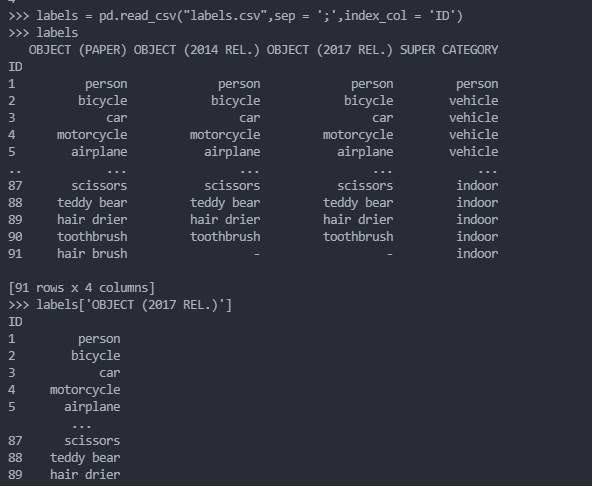 >>> labels = pd.read_csv("labels.csv",sep = ';',index_col = 'ID')
>>> labels
OBJECT (PAPER) OBJECT (2014 REL.) OBJECT (2017 REL.) SUPER CATEGORY
ID
1 person person person person
2 bicycle bicycle bicycle vehicle
3 car car car vehicle
4 motorcycle motorcycle motorcycle vehicle
5 airplane airplane airplane vehicle
.. ... ... ... ...
87 scissors scissors scissors indoor
88 teddy bear teddy bear teddy bear indoor
89 hair drier hair drier hair drier indoor
90 toothbrush toothbrush toothbrush indoor
91 hair brush - - indoor
[91 rows x 4 columns]
>>> labels['OBJECT (2017 REL.)']
ID
1 person
2 bicycle
3 car
4 motorcycle
5 airplane
...
87 scissors
88 teddy bear
89 hair drier